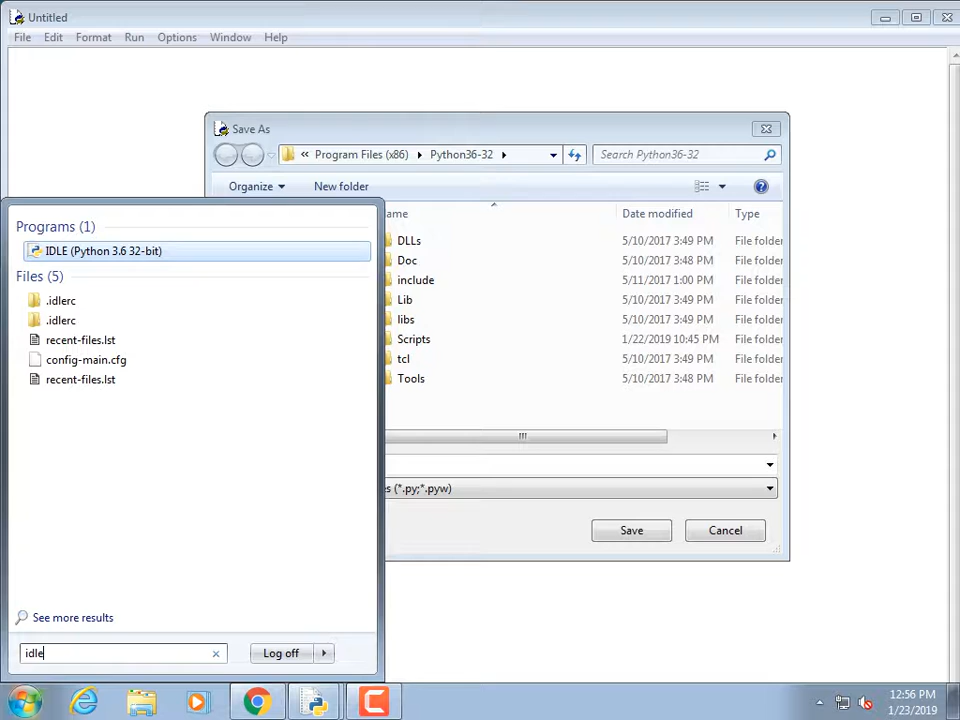 Untitled
File Edit Format Run Options Window Help
Save As
« Program Files (x86) Python36-32 Search Python36-32
Organize New folder
ame Date modified Type
DLLs 5/10/2017 3:49 PM File folder
Doc 5/10/2017 3:48 PM File folder
include 5/11/2017 1:00 PM File folder
Lib 5/10/2017 3:49 PM File folder
libs 5/10/2017 3:49 PM File folder
Scripts 1/22/2019 10:45 PM File folder
tcl 5/10/2017 3:49 PM File folder
Tools 5/10/2017 3:48 PM File folder
s (*.py;*.pyw)
Save Cancel
Programs (1)
IDLE (Python 3.6 32-bit)
Files (5)
.idlerc
.idlerc
recent-files.lst
config-main.cfg
recent-files.lst
See more results
idle Log off
12:56 PM
1/23/2019